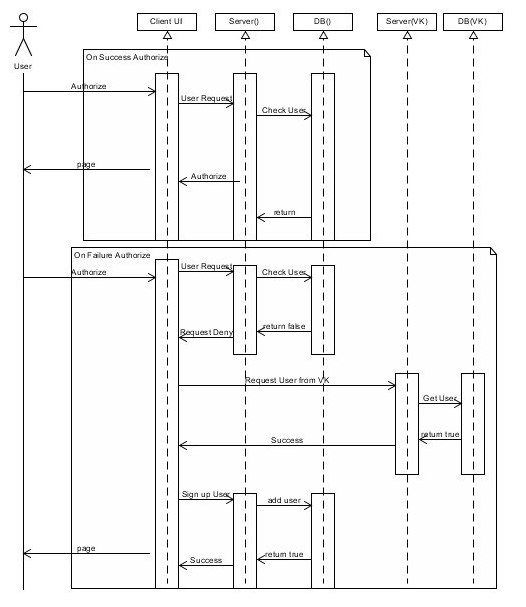 Client UI
Server()
DB()
Server(VK)
DB(VK)
User
On Success Authorize
Authorize
User Request
Check User
page
Authorize
return
On Failure Authorize
Authorize
User Request
Check User
Request Deny
return false
Request User from VK
Get User
return true
Success
Sign up User
add user
page
return true
Success